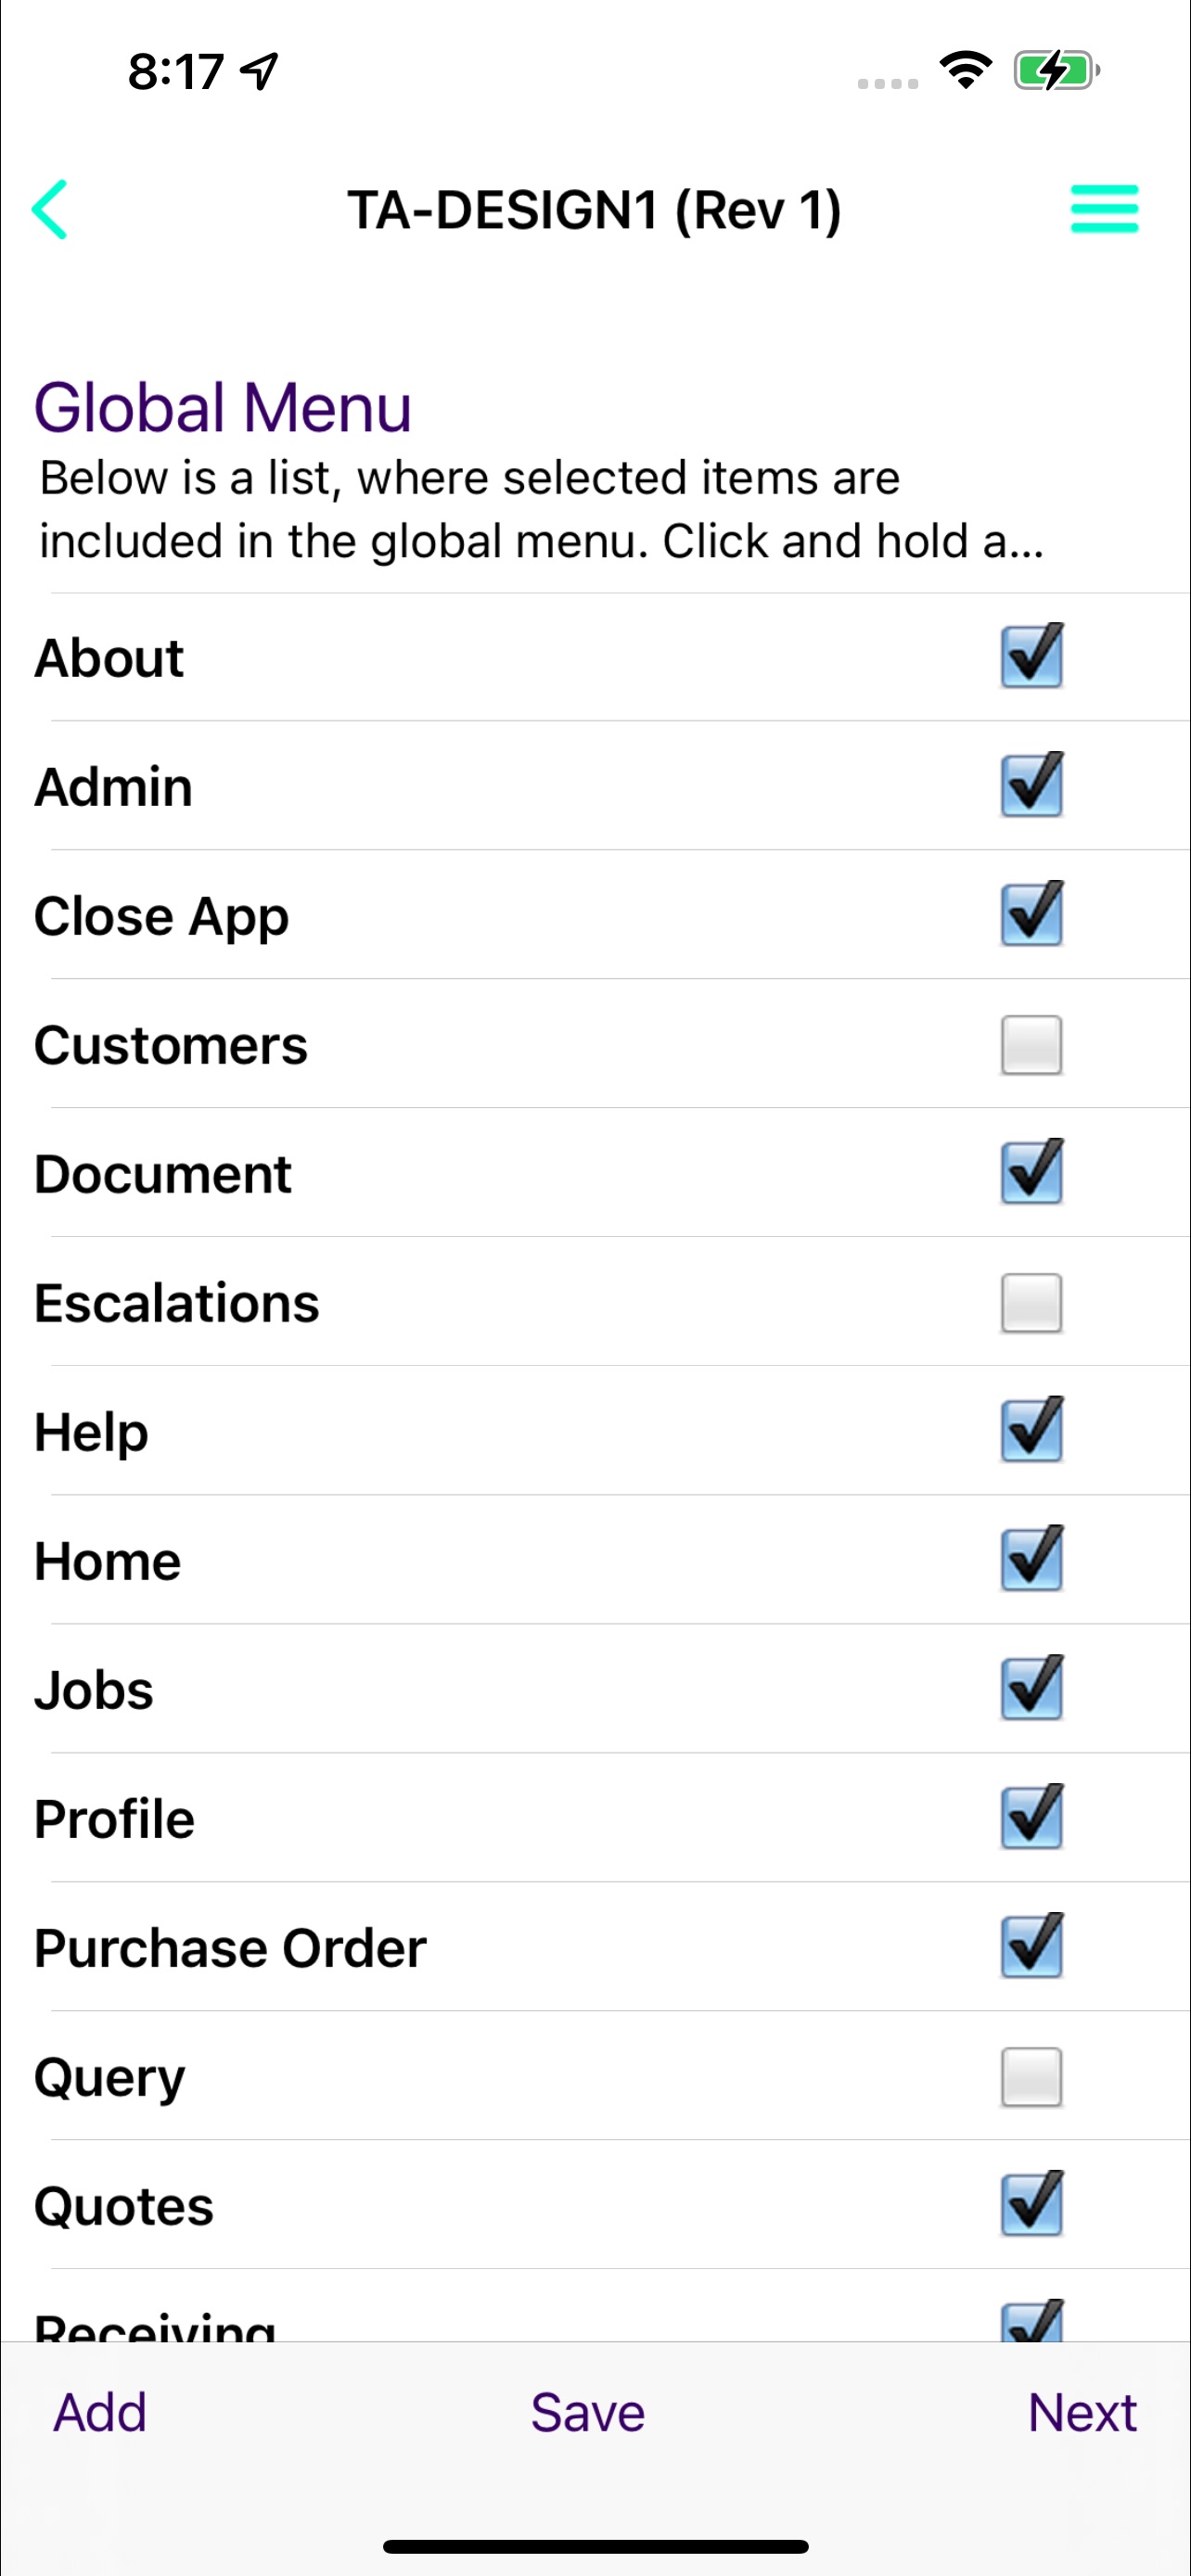 8:17
TA-DESIGN1 (Rev 1)
Global Menu
Below is a list, where selected items are
included in the global menu. Click and hold a...
About
Admin
Close App
Customers
Document
Escalations
Help
Home
Jobs
Profile
Purchase Order
Query
Quotes
Receiving
Add
Save
Next